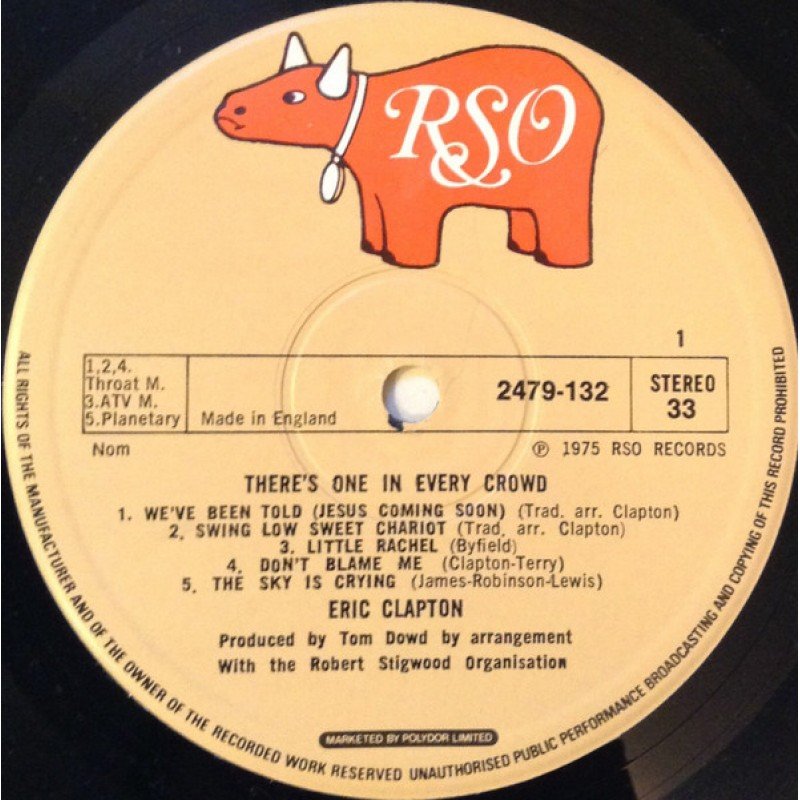 RSO
1
1,2,4.
Throat M.
3.ATV M.
5.Planetary
Made in England
2479-132
STEREO
33
Nom
℗ 1975 RSO RECORDS
THERE'S ONE IN EVERY CROWD
1. WE'VE BEEN TOLD (JESUS COMING SOON) (Trad. arr. Clapton)
2. SWING LOW SWEET CHARIOT (Trad. arr. Clapton)
3. LITTLE RACHEL (Byfield)
4. DON'T BLAME ME (Clapton-Terry)
5. THE SKY IS CRYING (James-Robinson-Lewis)
ERIC CLAPTON
Produced by Tom Dowd by arrangement
With the Robert Stigwood Organisation
MARKETED BY POLYDOR LIMITED
ALL RIGHTS OF THE MANUFACTURER AND OF THE OWNER OF THE RECORDED WORK RESERVED UNAUTHORISED PUBLIC PERFORMANCE BROADCASTING AND COPYING OF THIS RECORD PROHIBITED